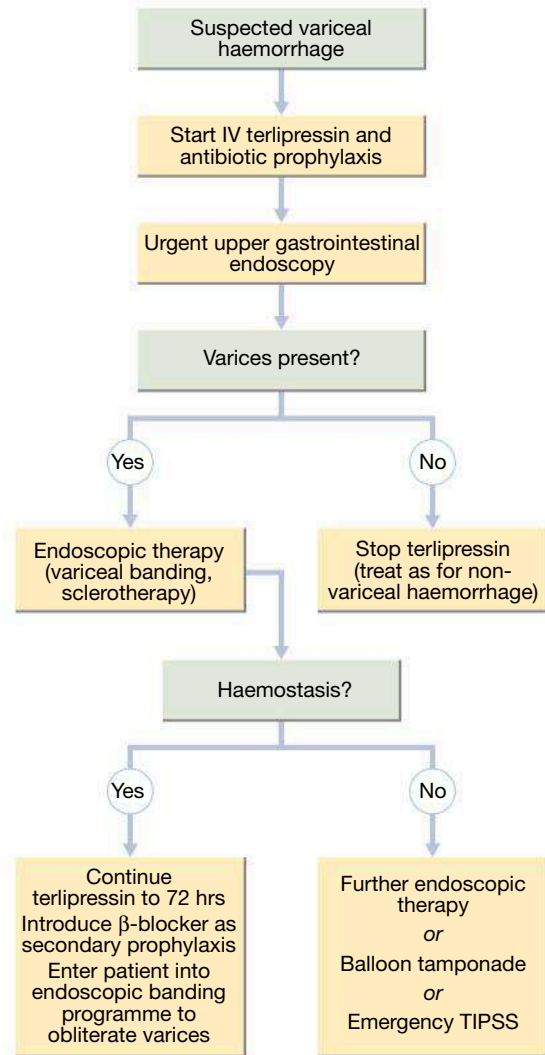 Suspected variceal
haemorrhage
Start IV terlipressin and
antibiotic prophylaxis
Urgent upper gastrointestinal
endoscopy
Varices present?
Yes
No
Endoscopic therapy
(variceal banding,
sclerotherapy)
Stop terlipressin
(treat as for non-
variceal haemorrhage)
Haemostasis?
Yes
No
Continue
terlipressin to 72 hrs
Introduce β-blocker as
secondary prophylaxis
Enter patient into
endoscopic banding
programme to
obliterate varices
Further endoscopic
therapy
or
Balloon tamponade
or
Emergency TIPSS